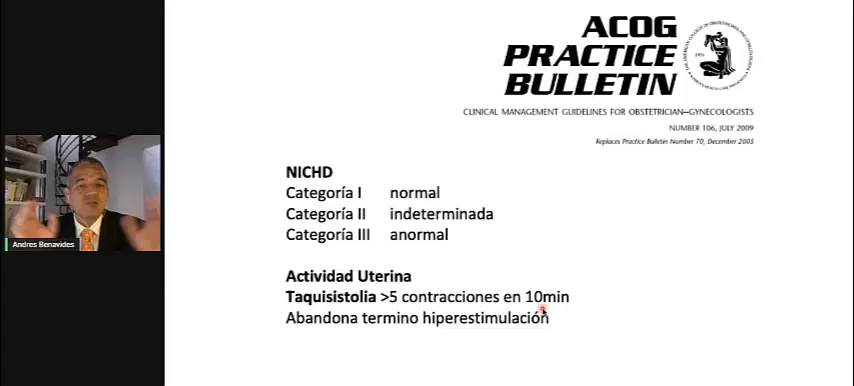 ACOG
PRACTICE
BULLETIN
CLINICAL MANAGEMENT GUIDELINES FOR OBSTETRICIAN–GYNECOLOGISTS
NUMBER 106, JULY 2009
Replaces Practice Bulletin Number 70, December 2005
NICHD
Categoría I normal
Categoría II indeterminada
Categoría III anormal
Andres Benavides
Actividad Uterina
Taquisistolia >5 contracciones en 10min
Abandona termino hiperestimulación